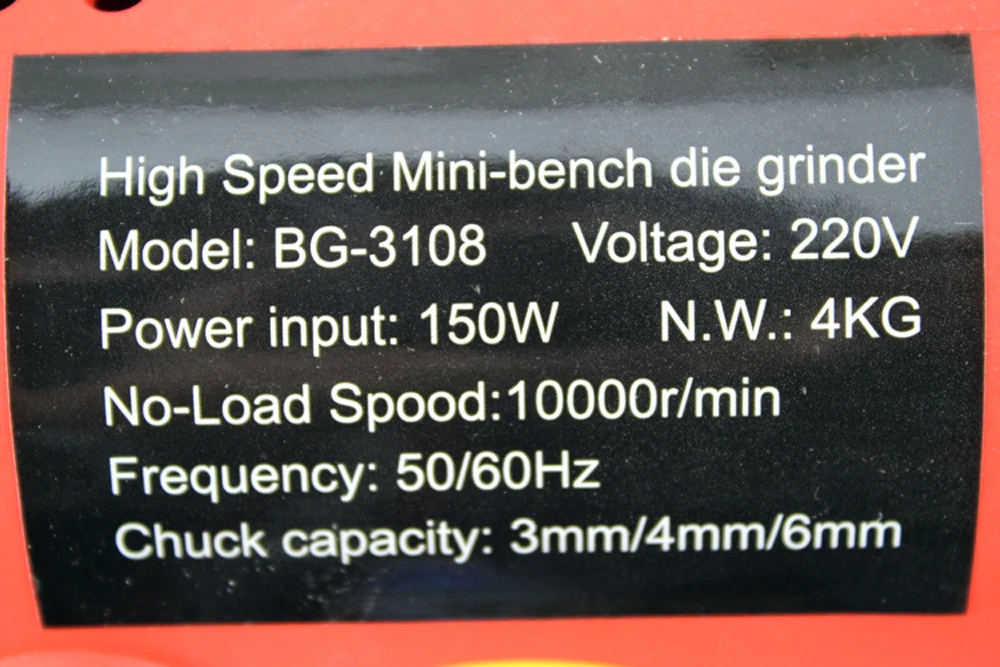 High Speed Mini-bench die grinder
Model: BG-3108 Voltage: 220V
Power input: 150W N.W.: 4KG
No-Load Spood:10000r/min
Frequency: 50/60Hz
Chuck capacity: 3mm/4mm/6mm